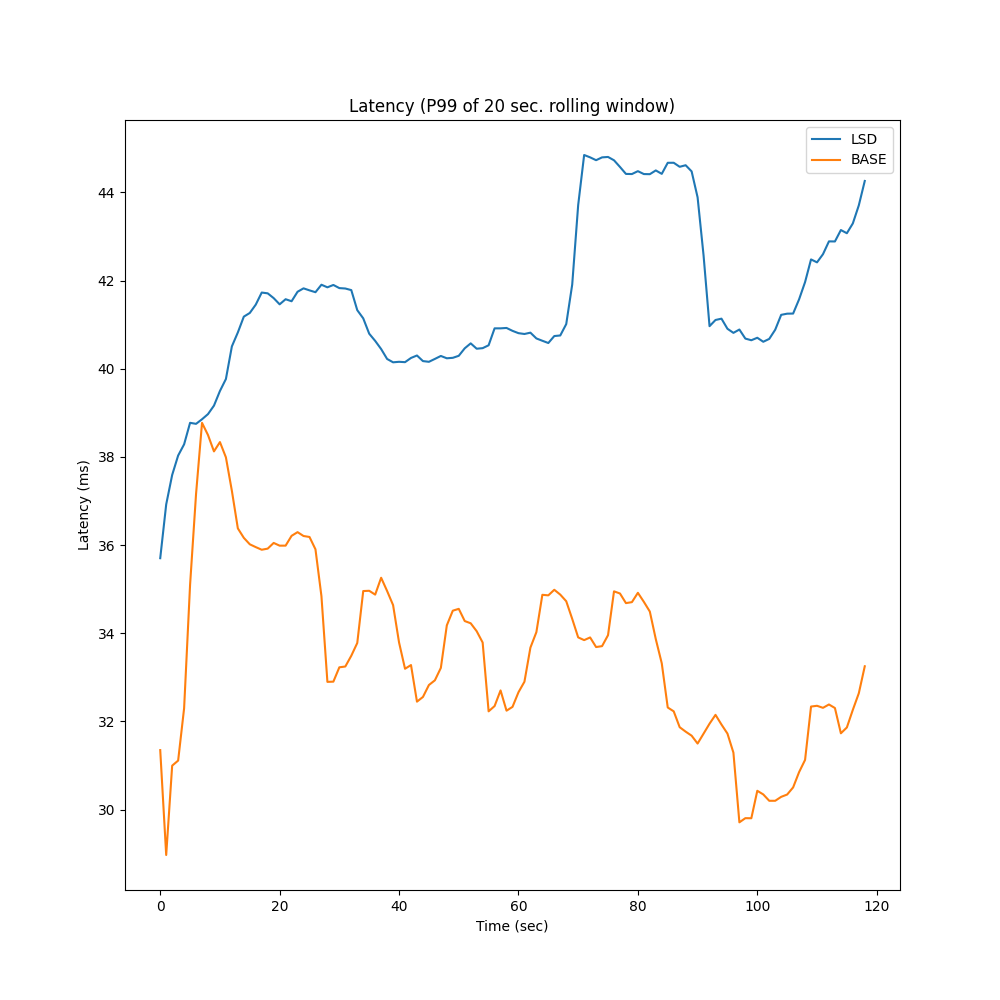 Latency (P99 of 20 sec. rolling window)
LSD
BASE
44
42
40
38
36
34
32
30
Latency (ms)
0 20 40 60 80 100 120
Time (sec)